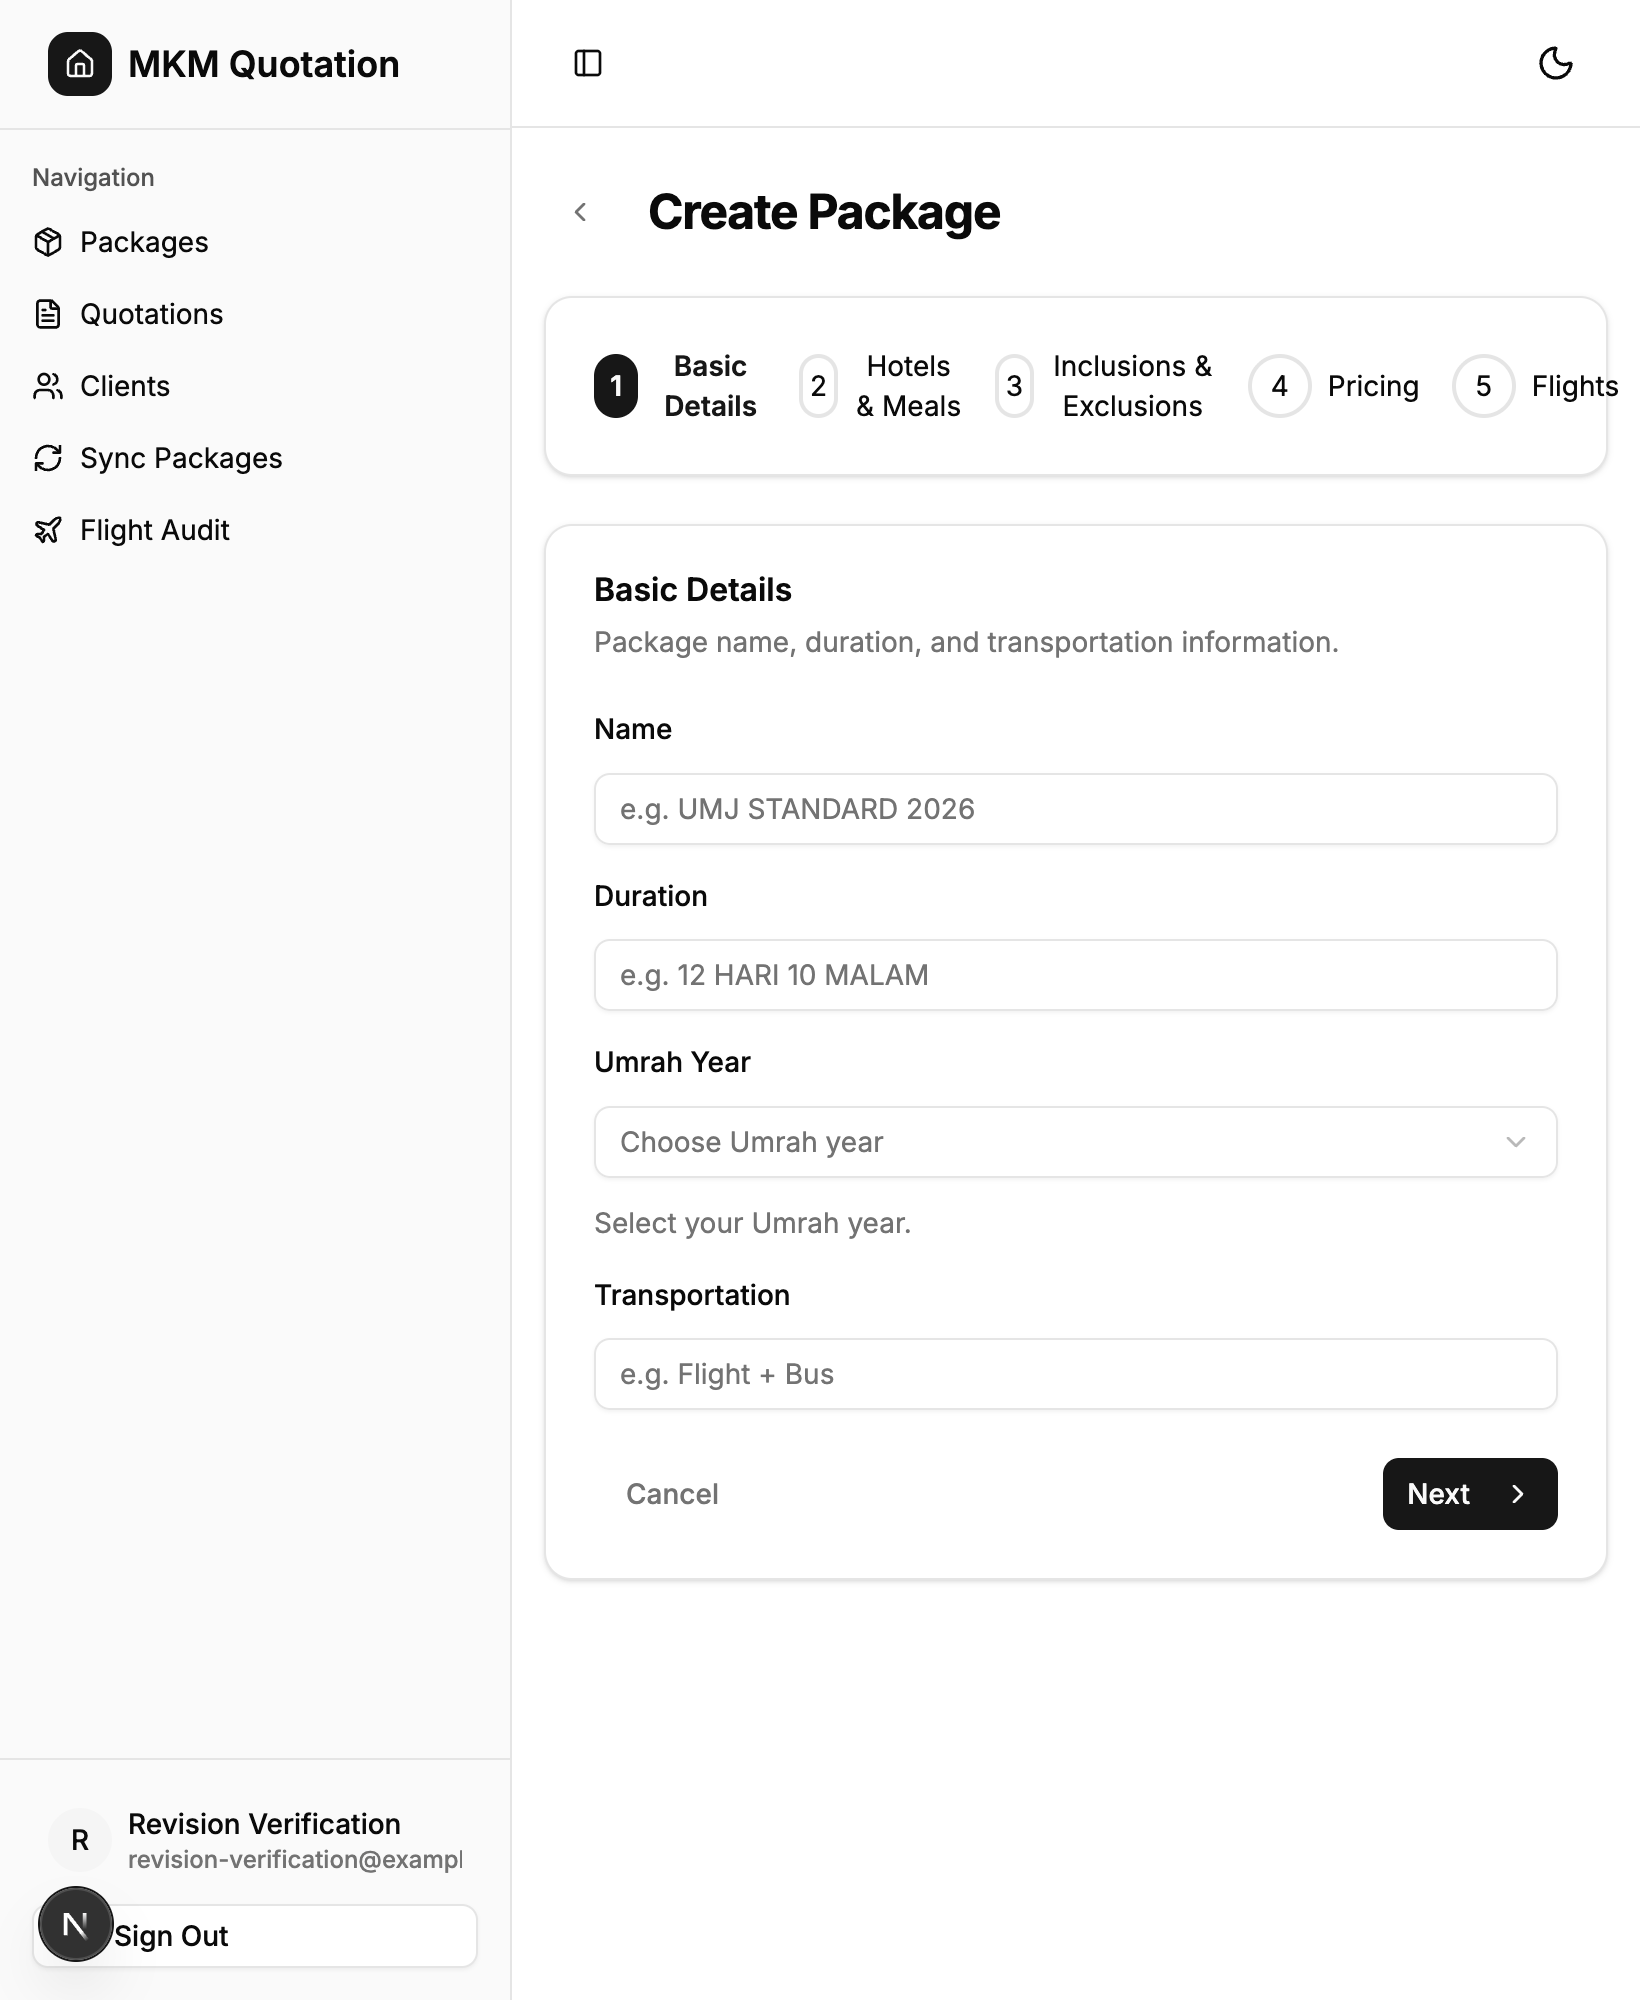 MKM Quotation
Navigation
Packages
Quotations
Clients
Sync Packages
Flight Audit
Revision Verification
R
revision-verification@exampl
N
Sign Out
Create Package
1
Basic
Details
2
Hotels
& Meals
3
Inclusions &
Exclusions
4
Pricing
5
Flights
Basic Details
Package name, duration, and transportation information.
Name
e.g. UMJ STANDARD 2026
Duration
e.g. 12 HARI 10 MALAM
Umrah Year
Choose Umrah year
Select your Umrah year.
Transportation
e.g. Flight + Bus
Cancel
Next